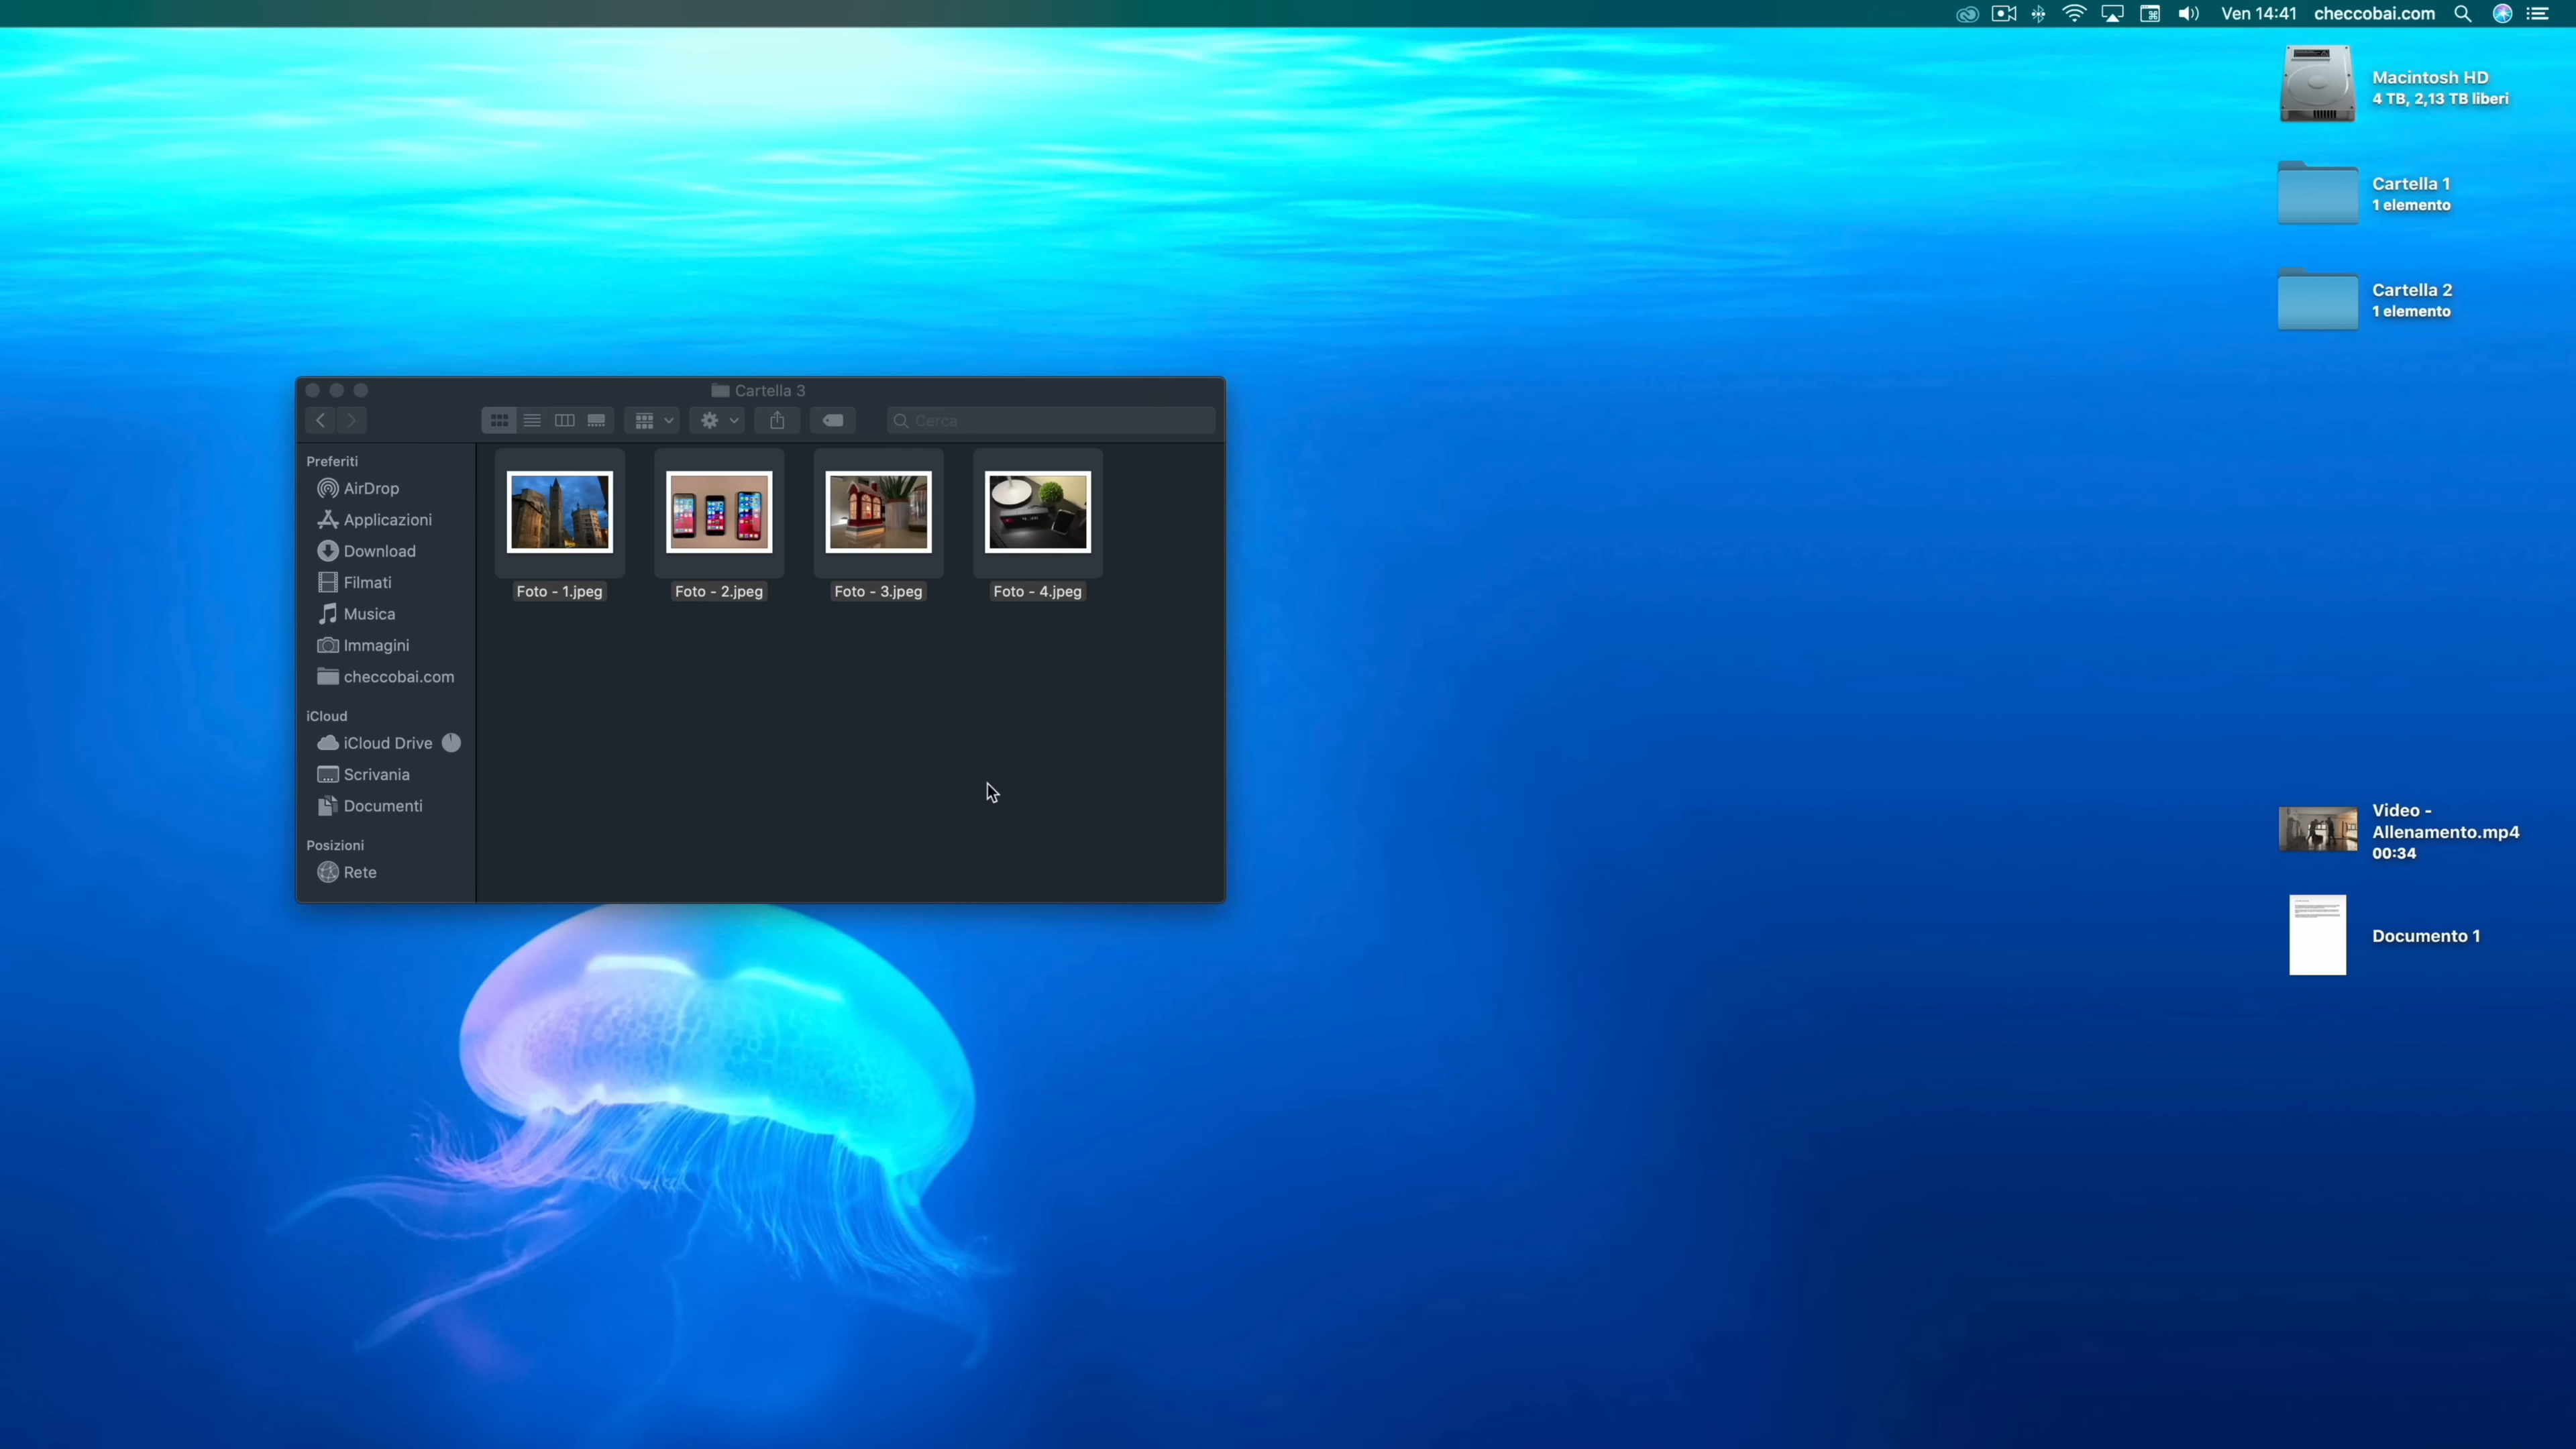 Ven 14:41 checcobai.com
Macintosh HD
4 TB, 2,13 TB liberi
Cartella 1
1 elemento
Cartella 2
1 elemento
Cartella 3
Cerca
Preferiti
AirDrop
Applicazioni
Download
Filmati
Musica
Immagini
checcobai.com
iCloud
iCloud Drive
Scrivania
Documenti
Posizioni
Rete
Foto - 1.jpeg
Foto - 2.jpeg
Foto - 3.jpeg
Foto - 4.jpeg
Video -
Allenamento.mp4
00:34
Documento 1